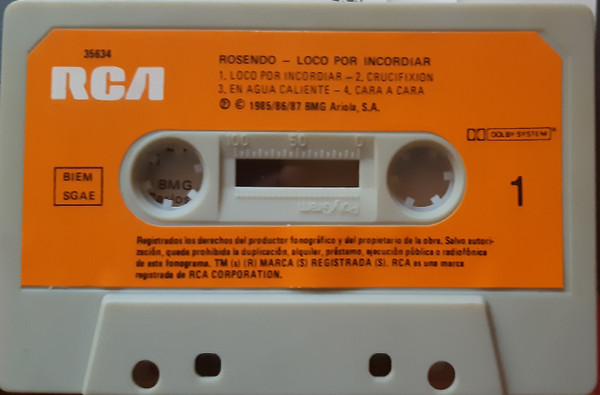 35634
RCA
ROSENDO – LOCO POR INCORDIAR
1. LOCO POR INCORDIAR – 2. CRUCIFIXION
3. EN AGUA CALIENTE – 4. CARA A CARA
Ⓟ © 1985/86/87 BMG Ariola, S.A.
DOLBY SYSTEM
100 50 0
BIEM
SGAE
BMG
1
Registrados los derechos del productor fonográfico y del propietario de la obra. Salvo autori-
zación, queda prohibida la duplicación, alquiler, préstamo, ejecución pública o radiofónica
de este fonograma. TM (s) (R) MARCA (S) REGISTRADA (S). RCA es una marca
registrada de RCA CORPORATION.